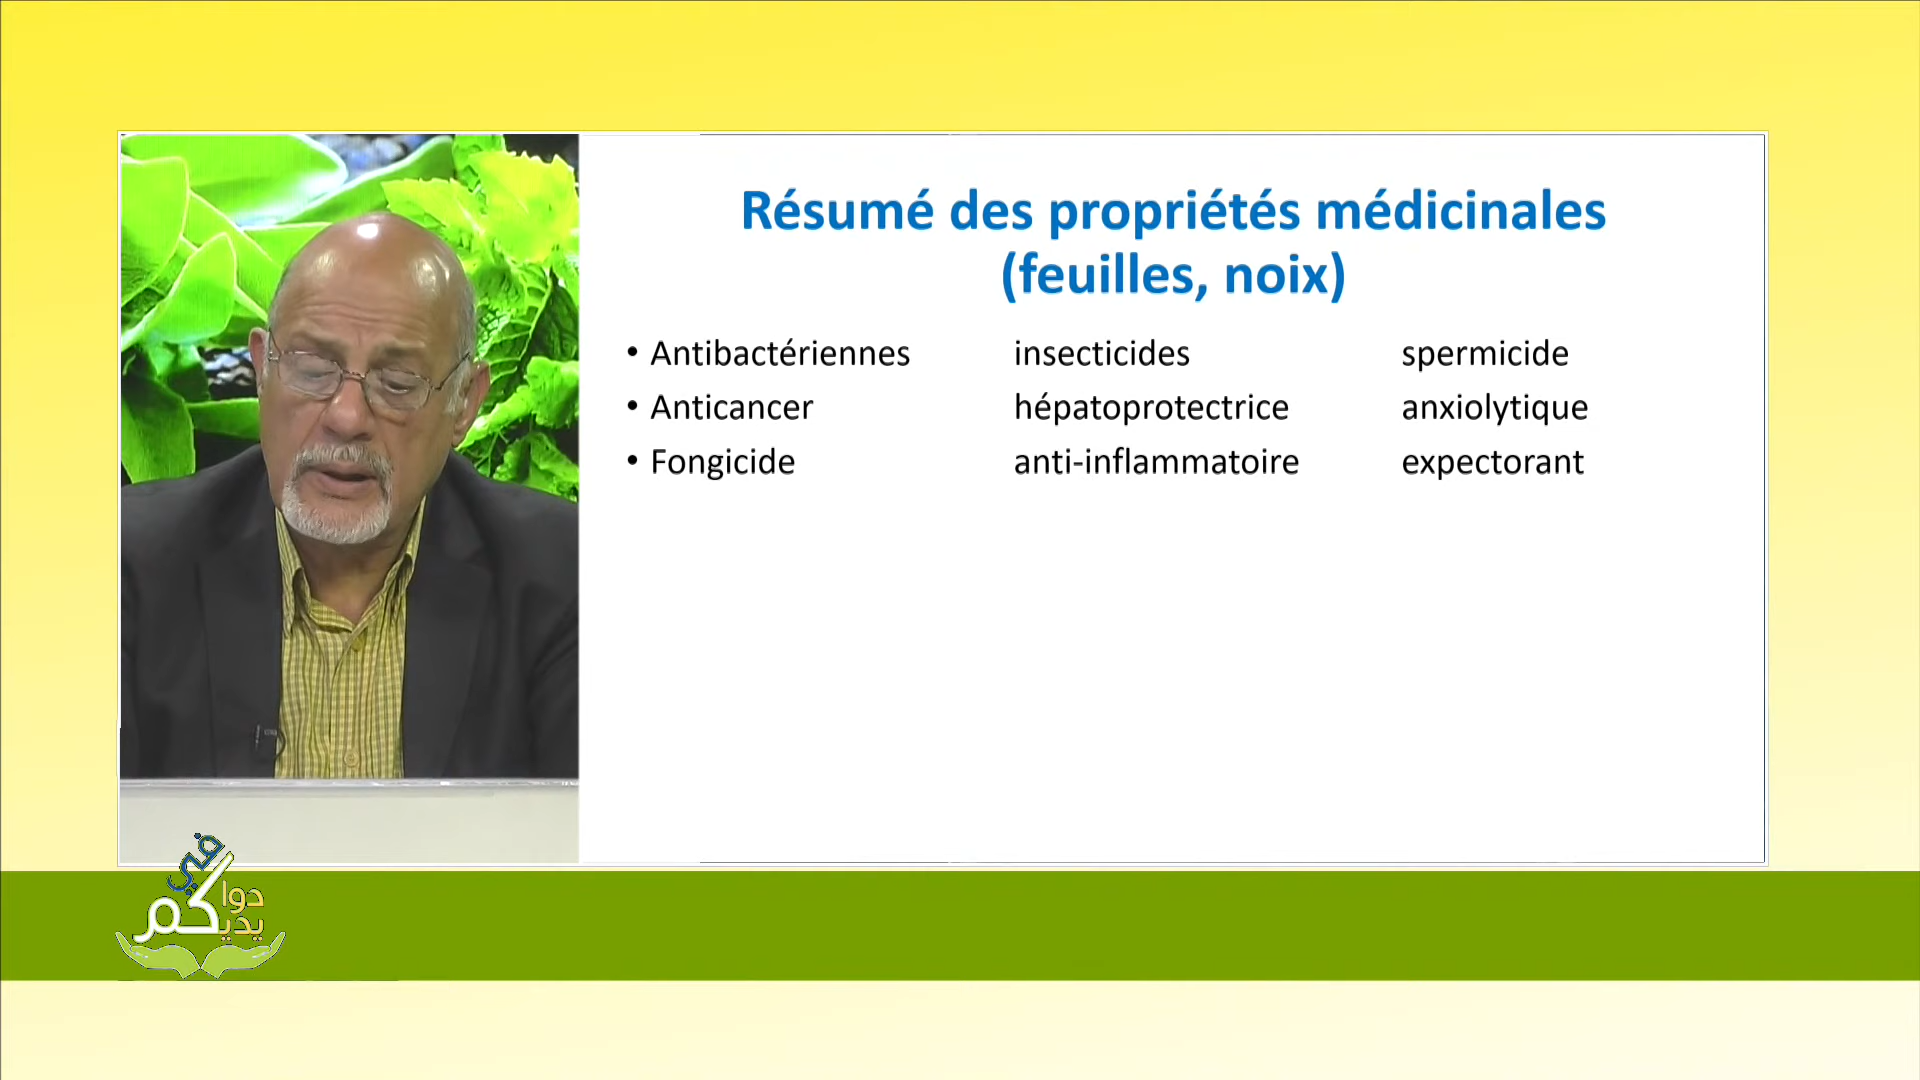 Résumé des propriétés médicinales
(feuilles, noix)
• Antibactériennes insecticides spermicide
• Anticancer hépatoprotectrice anxiolytique
• Fongicide anti-inflammatoire expectorant
دوا
في
يديكم